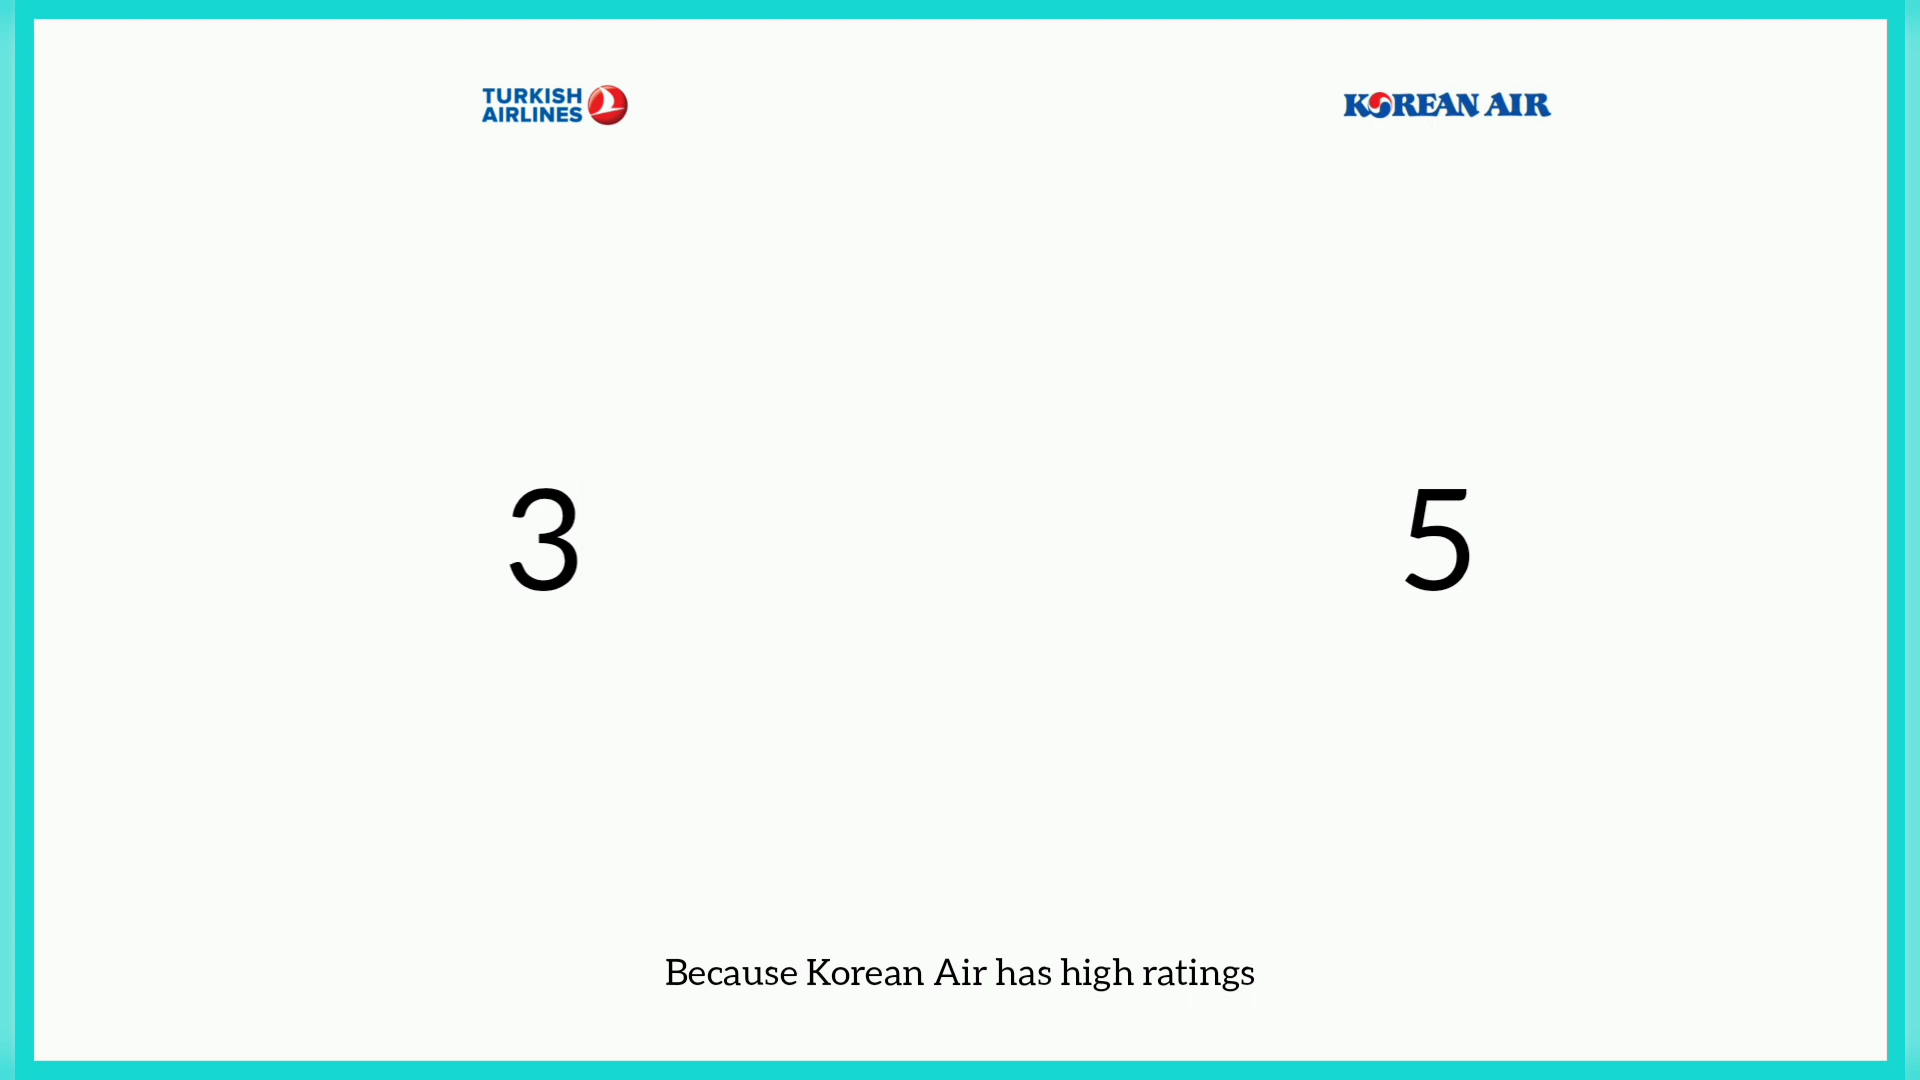 TURKISH
AIRLINES
KOREAN AIR
3
5
Because Korean Air has high ratings